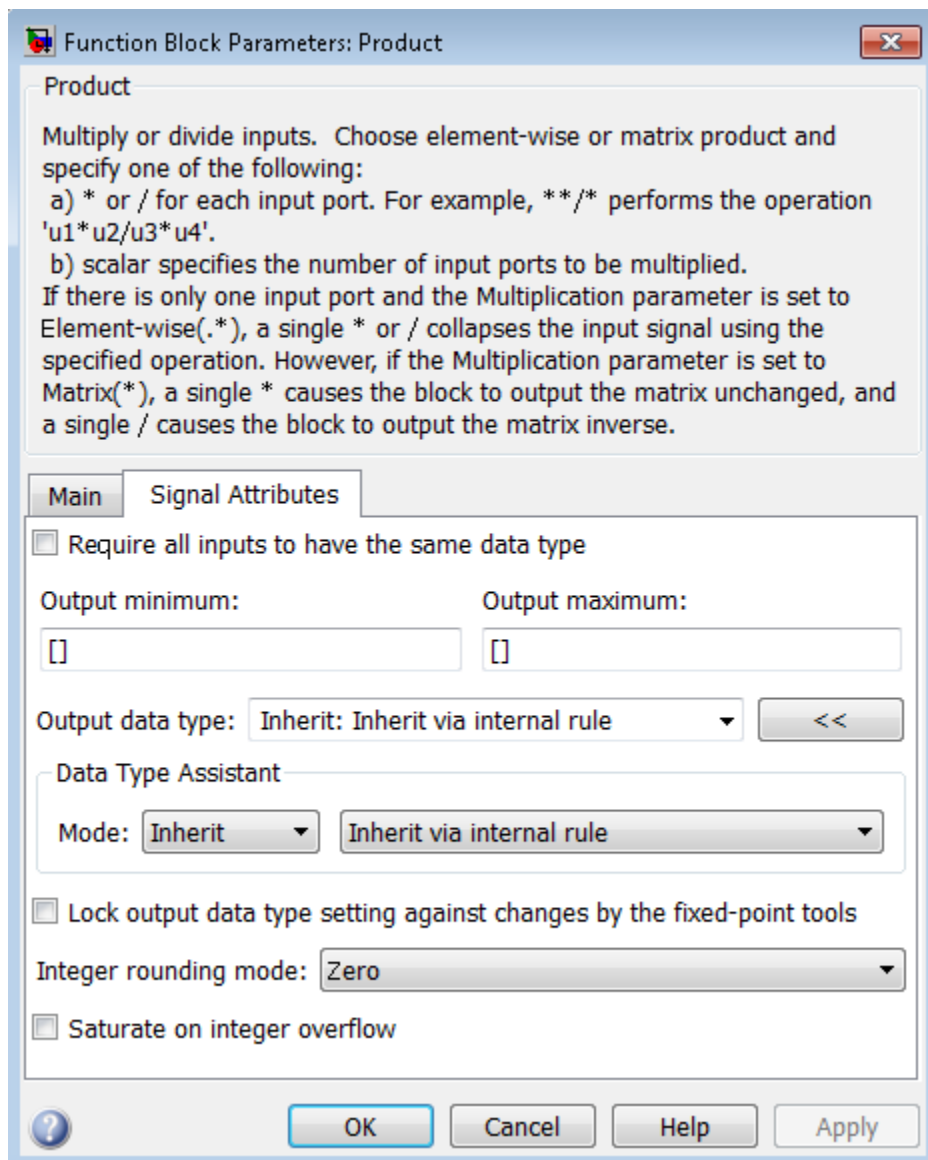 Function Block Parameters: Product
Product
Multiply or divide inputs.  Choose element-wise or matrix product and
specify one of the following:
a) * or / for each input port. For example, **/* performs the operation
'u1*u2/u3*u4'.
b) scalar specifies the number of input ports to be multiplied.
If there is only one input port and the Multiplication parameter is set to
Element-wise(.*), a single * or / collapses the input signal using the
specified operation. However, if the Multiplication parameter is set to
Matrix(*), a single * causes the block to output the matrix unchanged, and
a single / causes the block to output the matrix inverse.
Main Signal Attributes
Require all inputs to have the same data type
Output minimum: Output maximum:
[] []
Output data type: Inherit: Inherit via internal rule <<
Data Type Assistant
Mode: Inherit Inherit via internal rule
Lock output data type setting against changes by the fixed-point tools
Integer rounding mode: Zero
Saturate on integer overflow
? OK Cancel Help Apply